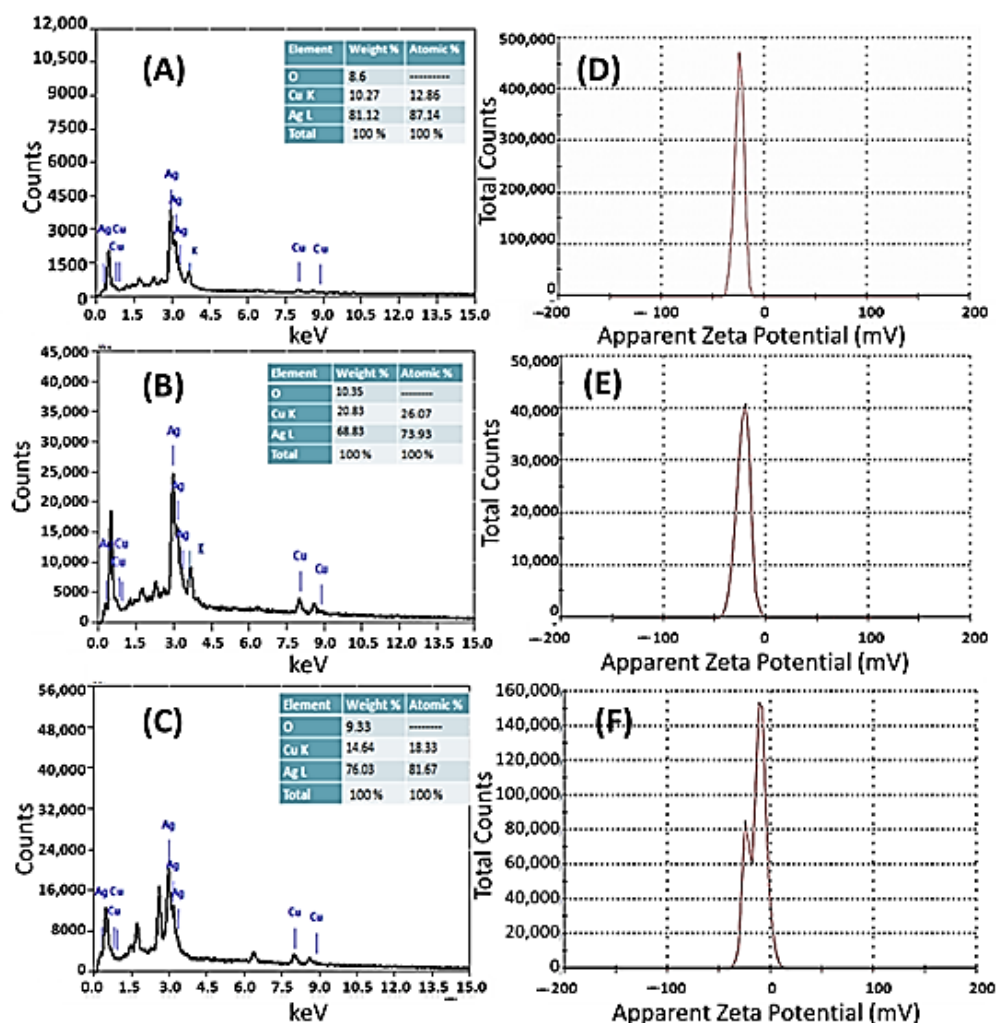 (A)
Counts
12,000
10,500
9000
7500
6000
4500
3000
1500
0
Element Weight % Atomic %
O 8.6 ---------
Cu K 10.27 12.86
Ag L 81.12 87.14
Total 100 % 100 %
Ag
Ag
Ag
K
Ag Cu
Cu
Cu Cu
0.0 1.5 3.0 4.5 6.0 7.5 9.0 10.5 12.0 13.5 15.0
keV
(D)
Total Counts
500,000
400,000
300,000
200,000
100,000
0
−200 −100 0 100 200
Apparent Zeta Potential (mV)
(B)
Counts
45,000
40,000
35,000
30,000
25,000
20,000
15,000
10,000
5000
0
Element Weight % Atomic %
O 10.35 --------
Cu K 20.83 26.07
Ag L 68.83 73.93
Total 100 % 100 %
Ag
Ag
Ag
Cu
Cu
Cu Cu
0.0 1.5 3.0 4.5 6.0 7.5 9.0 10.5 12.0 13.5 15.0
keV
(E)
Total Counts
50,000
40,000
30,000
20,000
10,000
0
−200 −100 0 100 200
Apparent Zeta Potential (mV)
(C)
Counts
56,000
48,000
40,000
32,000
24,000
16,000
8000
0
Element Weight % Atomic %
O 9.33 --------
Cu K 14.64 18.33
Ag L 76.03 81.67
Total 100 % 100 %
Ag
Ag
Ag
Ag Cu
Cu
Cu Cu
0.0 1.5 3.0 4.5 6.0 7.5 9.0 10.5 12.0 13.5 15.0
keV
(F)
Total Counts
160,000
140,000
120,000
100,000
80,000
60,000
40,000
20,000
0
−200 −100 0 100 200
Apparent Zeta Potential (mV)